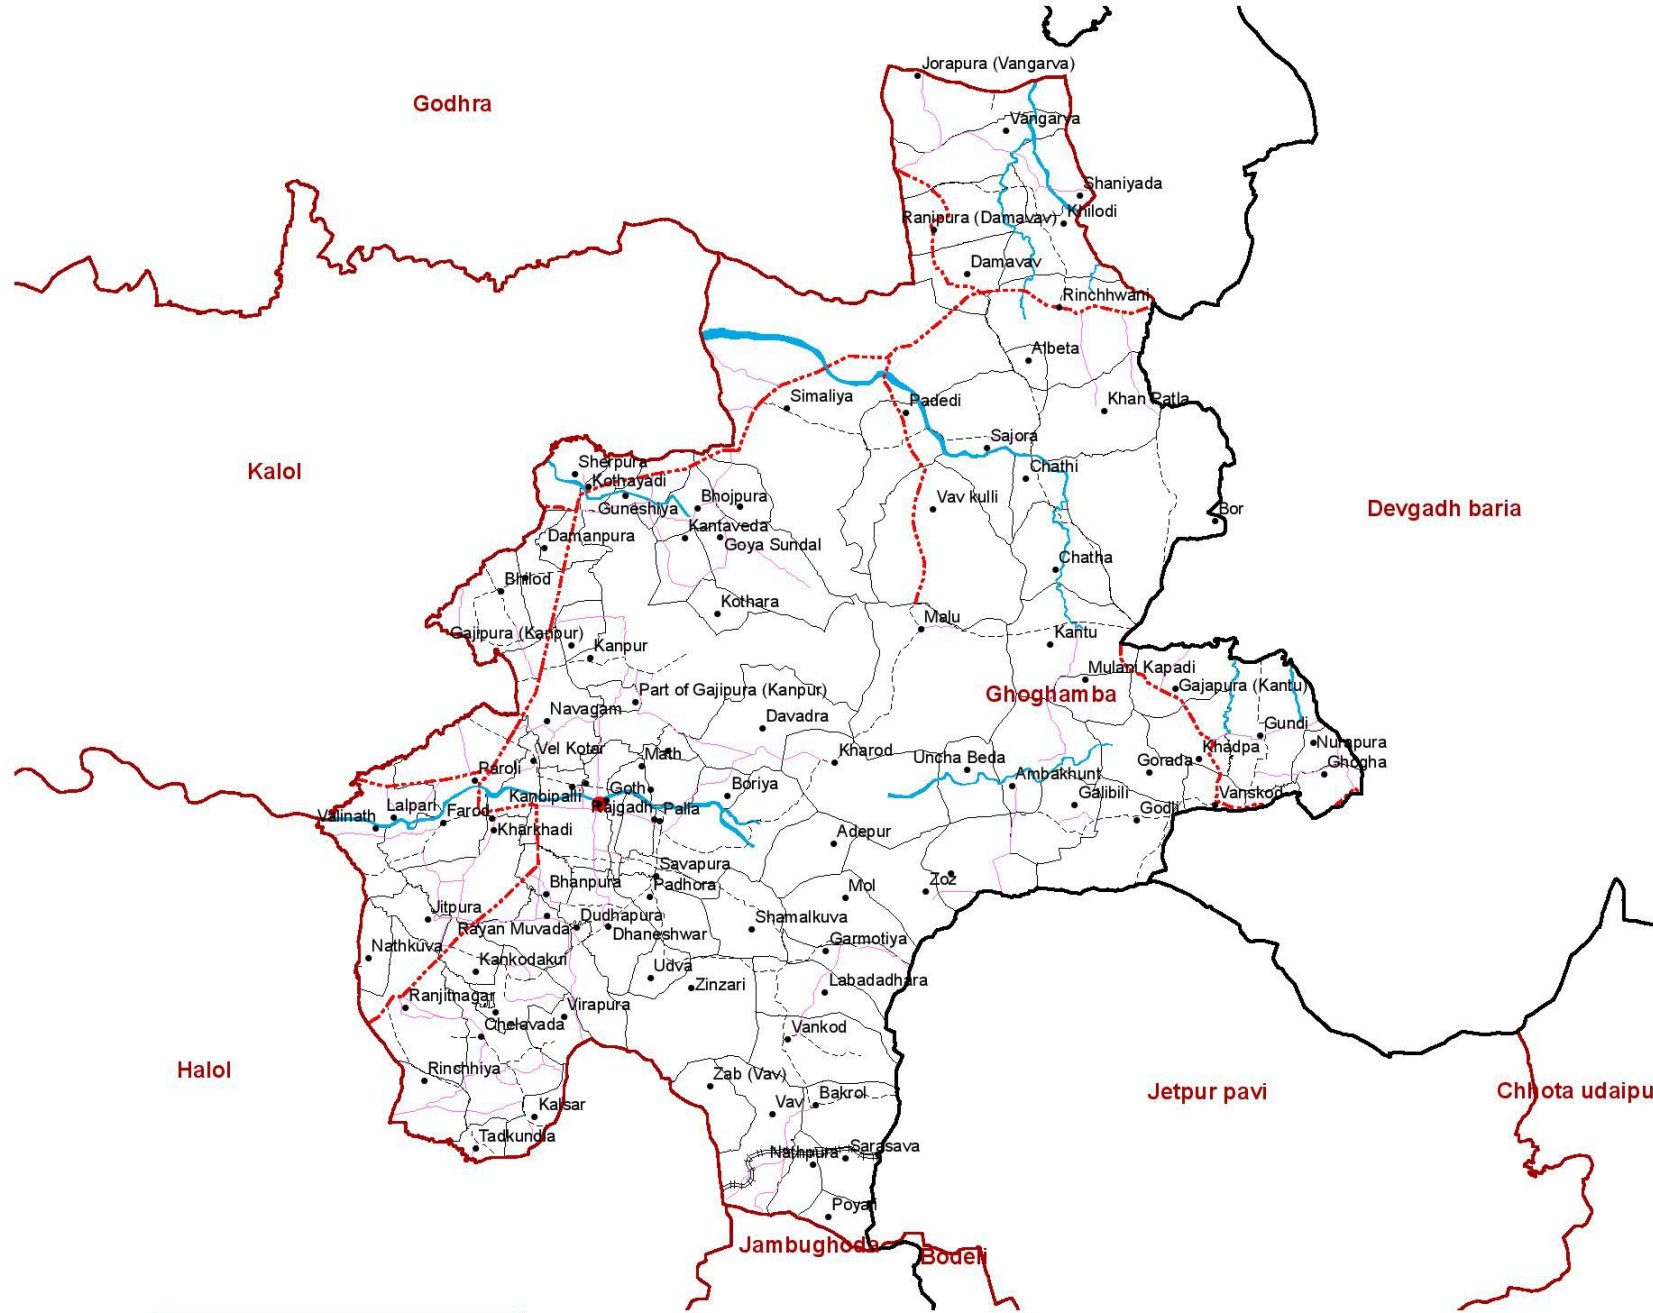 Jorapura (Vangarva)
Godhra
Vangarva
Shaniyada
Khilodi
Ranipura (Damavav)
Damavav
Rinchhwani
Albeta
Simaliya
Padedi
Khan Patla
Sajora
Kalol
Sherpura
Chathi
Kothayadi
Bhojpura
Vav kulli
Guneshiya
Bor
Devgadh baria
Kantaveda
Damanpura
Goya Sundal
Chatha
Bhilod
Kothara
Malu
Gajipura (Kanpur)
Kantu
Kanpur
Mulani Kapadi
Part of Gajipura (Kanpur)
Ghoghamba
Gajapura (Kantu)
Navagam
Davadra
Gundi
Vel Kotar
Math
Kharod
Khadpa
Nurapura
Uncha Beda
Gorada
Ghogha
Paroli
Ambakhunt
Goth
Boriya
Kanbipalli
Galibili
Vanskod
Lalpari
Farod
Rajgadh
Palla
Godli
Valinath
Kharkhadi
Adepur
Savapura
Bhanpura
Padhora
Mol
Zoz
Jitpura
Dudhapura
Shamalkuva
Rayan Muvada
Dhaneshwar
Garmotiya
Nathkuva
Kankodakui
Udva
Zinzari
Labadadhara
Ranjitnagar
Virapura
Chelavada
Vankod
Halol
Rinchhiya
Zab (Vav)
Jetpur pavi
Chhota udaipu
Kalsar
Vav
Bakrol
Tadkundla
Nathpura
Sarasava
Poyali
Jambughoda
Bodeli